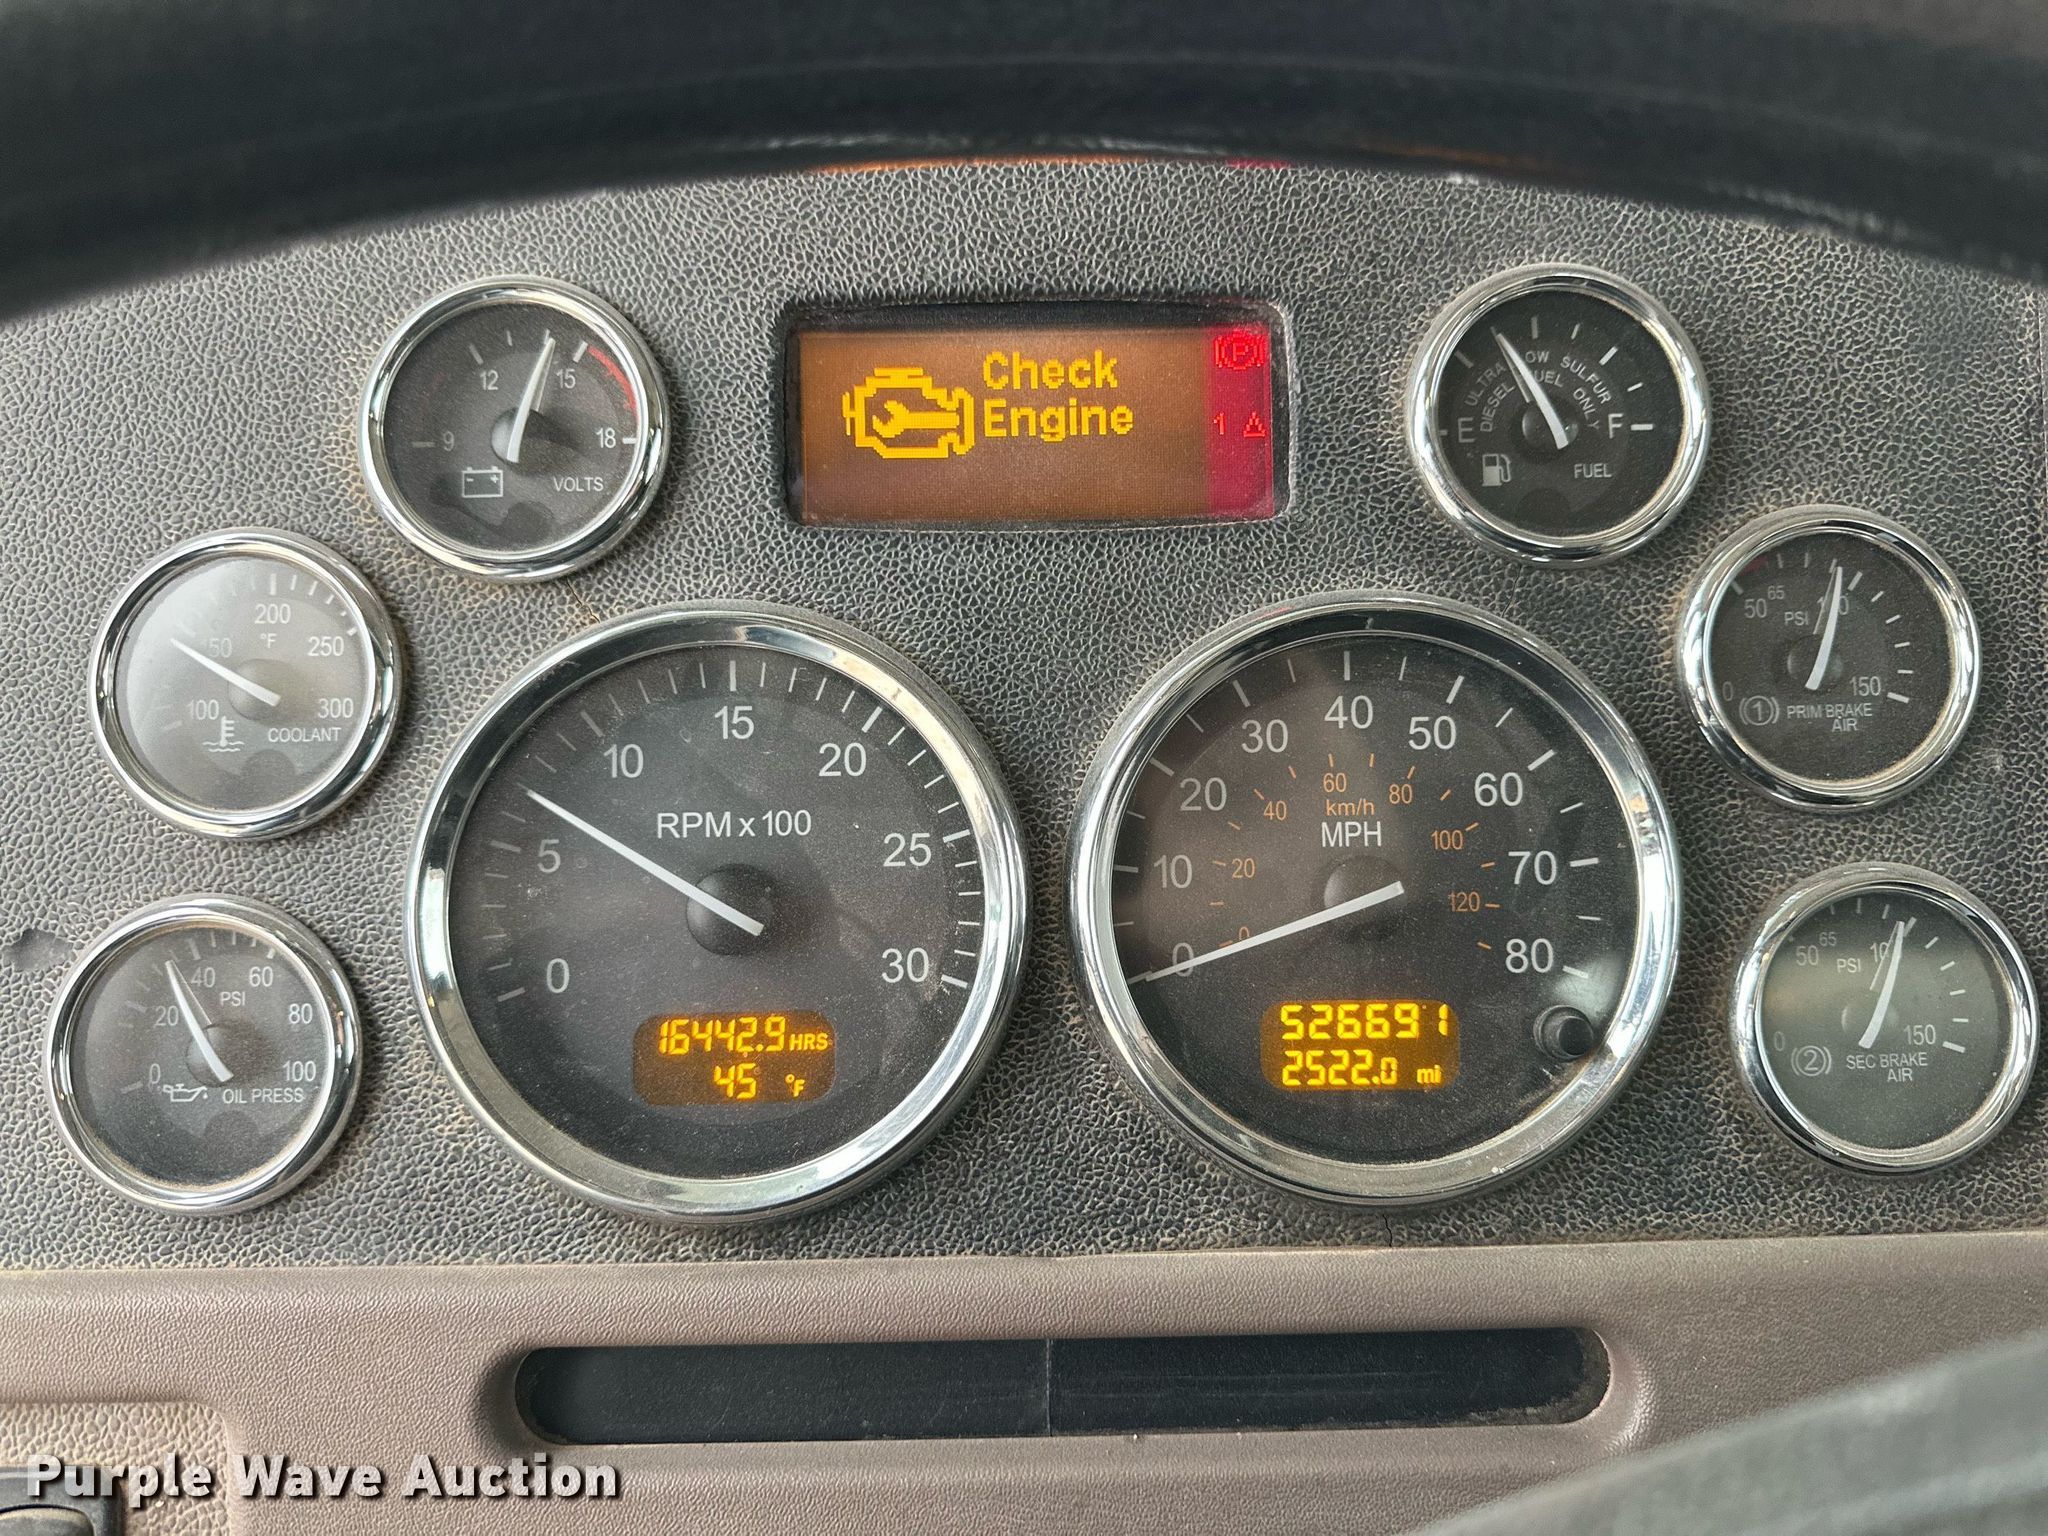 Check
Engine
1
12
15
9
18
VOLTS
ULTRA LOW SULFUR
DIESEL FUEL ONLY
E
F
FUEL
200
°F
250
100
300
COOLANT
50
65
PSI
0
150
(1) PRIM BRAKE
AIR
15
10
20
RPM x 100
5
25
0
30
16442.9 HRS
45 °F
40
30
50
20
60
60
km/h
40
80
MPH
100
10
20
70
120
0
0
80
526691
2522.0 mi
40
60
PSI
20
80
0
100
OIL PRESS
50
65
PSI
0
150
(2) SEC BRAKE
AIR
Purple Wave Auction